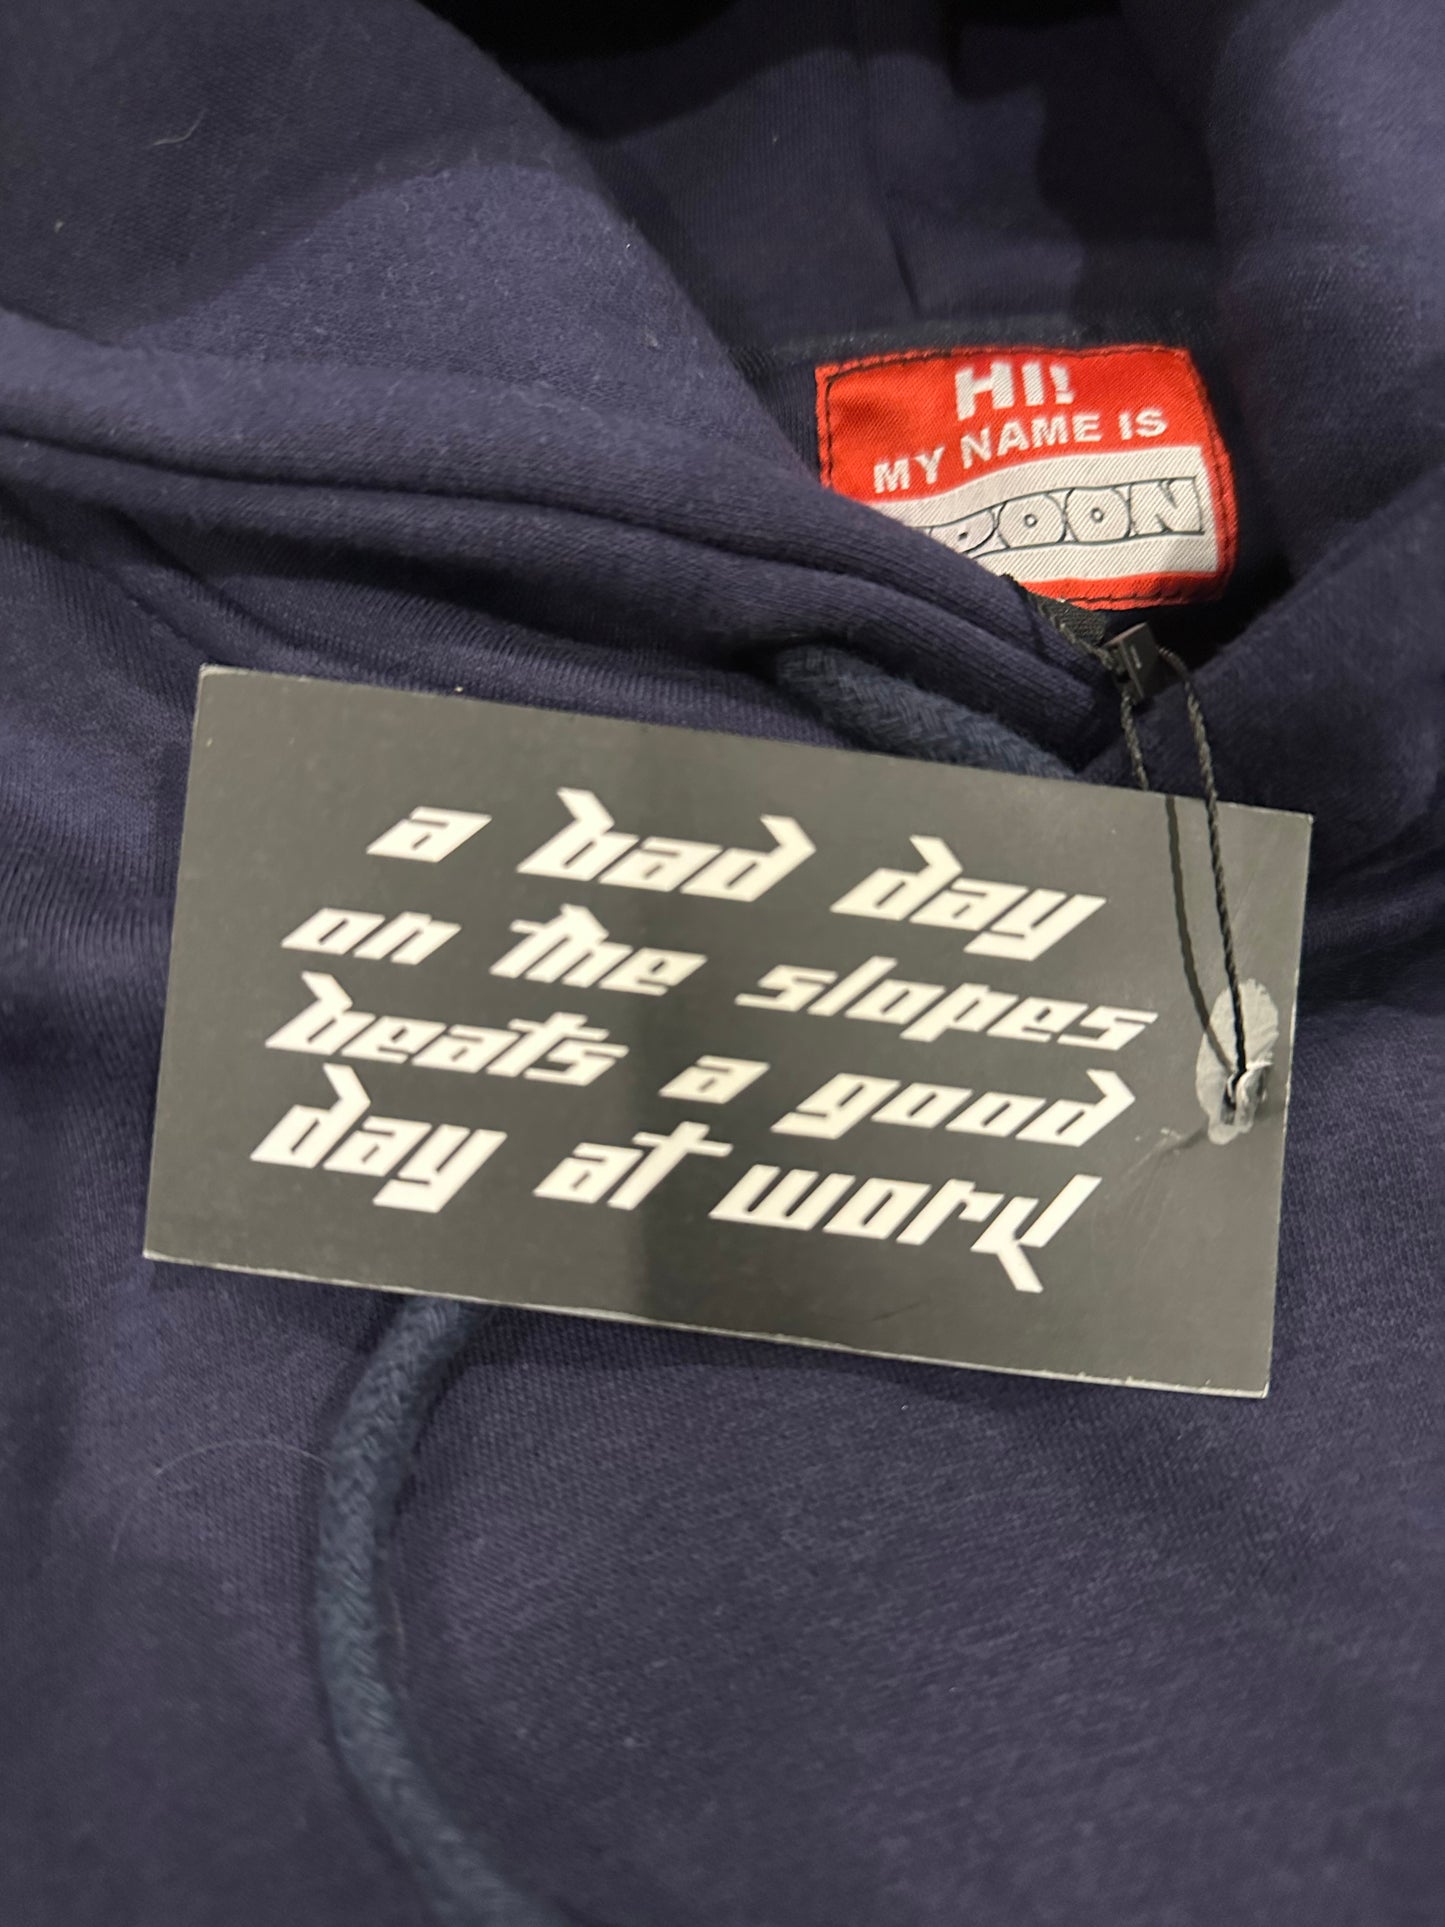 HI!
MY NAME IS
a bad day
on the slopes
beats a good
day at work